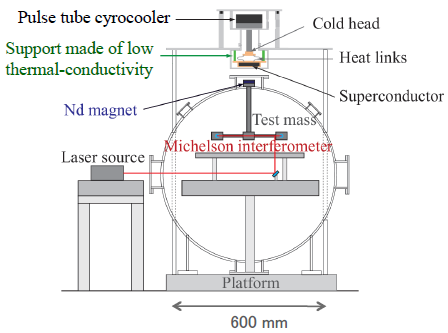 Pulse tube cyrocooler
Cold head
Support made of low
thermal-conductivity
Heat links
Superconductor
Nd magnet
Test mass
Michelson interferometer
Laser source
Platform
600 mm